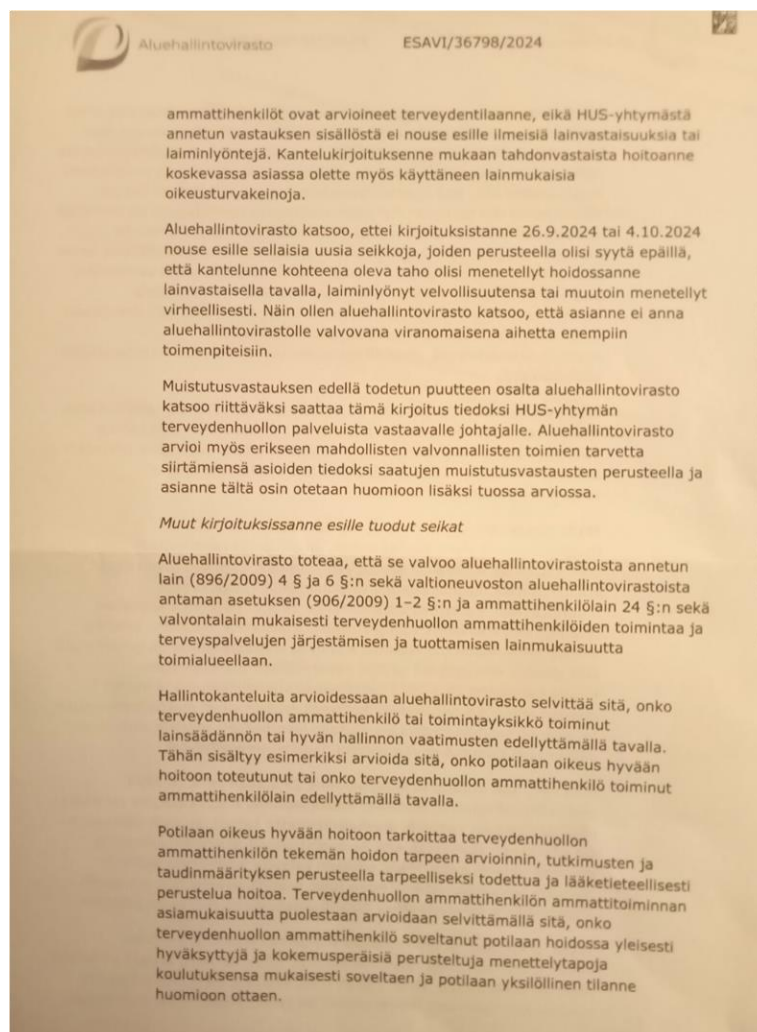 Aluehallintovirasto
ESAVI/36798/2024
ammattihenkilöt ovat arvioineet terveydentilaanne, eikä HUS-yhtymästä
annetun vastauksen sisällöstä ei nouse esille ilmeisiä lainvastaisuuksia tai
laiminlyöntejä. Kantelukirjoituksenne mukaan tahdonvastaista hoitoanne
koskevassa asiassa olette myös käyttäneen lainmukaisia
oikeusturvakeinoja.
Aluehallintovirasto katsoo, ettei kirjoituksistanne 26.9.2024 tai 4.10.2024
nouse esille sellaisia uusia seikkoja, joiden perusteella olisi syytä epäillä,
että kantelunne kohteena oleva taho olisi menetellyt hoidossanne
lainvastaisella tavalla, laiminlyönyt velvollisuutensa tai muutoin menetellyt
virheellisesti. Näin ollen aluehallintovirasto katsoo, että asianne ei anna
aluehallintovirastolle valvovana viranomaisena aihetta enempiin
toimenpiteisiin.
Muistutusvastauksen edellä todetun puutteen osalta aluehallintovirasto
katsoo riittäväksi saattaa tämä kirjoitus tiedoksi HUS-yhtymän
terveydenhuollon palveluista vastaavalle johtajalle. Aluehallintovirasto
arvioi myös erikseen mahdollisten valvonnallisten toimien tarvetta
siirtämiensä asioiden tiedoksi saatujen muistutusvastausten perusteella ja
asianne tältä osin otetaan huomioon lisäksi tuossa arviossa.
Muut kirjoituksissanne esille tuodut seikat
Aluehallintovirasto toteaa, että se valvoo aluehallintovirastoista annetun
lain (896/2009) 4 § ja 6 §:n sekä valtioneuvoston aluehallintovirastoista
antaman asetuksen (906/2009) 1–2 §:n ja ammattihenkilölain 24 §:n sekä
valvontalain mukaisesti terveydenhuollon ammattihenkilöiden toimintaa ja
terveyspalvelujen järjestämisen ja tuottamisen lainmukaisuutta
toimialueellaan.
Hallintokanteluita arvioidessaan aluehallintovirasto selvittää sitä, onko
terveydenhuollon ammattihenkilö tai toimintayksikkö toiminut
lainsäädännön tai hyvän hallinnon vaatimusten edellyttämällä tavalla.
Tähän sisältyy esimerkiksi arvioida sitä, onko potilaan oikeus hyvään
hoitoon toteutunut tai onko terveydenhuollon ammattihenkilö toiminut
ammattihenkilölain edellyttämällä tavalla.
Potilaan oikeus hyvään hoitoon tarkoittaa terveydenhuollon
ammattihenkilön tekemän hoidon tarpeen arvioinnin, tutkimusten ja
taudinmäärityksen perusteella tarpeelliseksi todettua ja lääketieteellisesti
perustelua hoitoa. Terveydenhuollon ammattihenkilön ammattitoiminnan
asiamukaisuutta puolestaan arvioidaan selvittämällä sitä, onko
terveydenhuollon ammattihenkilö soveltanut potilaan hoidossa yleisesti
hyväksyttyjä ja kokemusperäisiä perusteltuja menettelytapoja
koulutuksensa mukaisesti soveltaen ja potilaan yksilöllinen tilanne
huomioon ottaen.